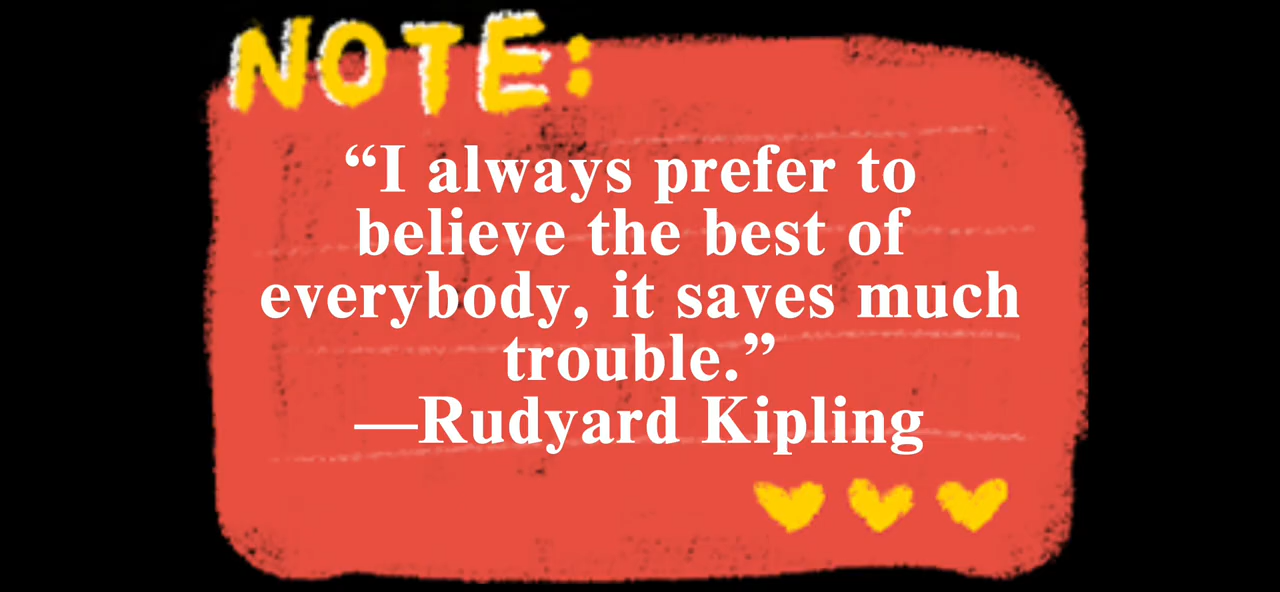 NOTE:
“I always prefer to
believe the best of
everybody, it saves much
trouble.”
—Rudyard Kipling